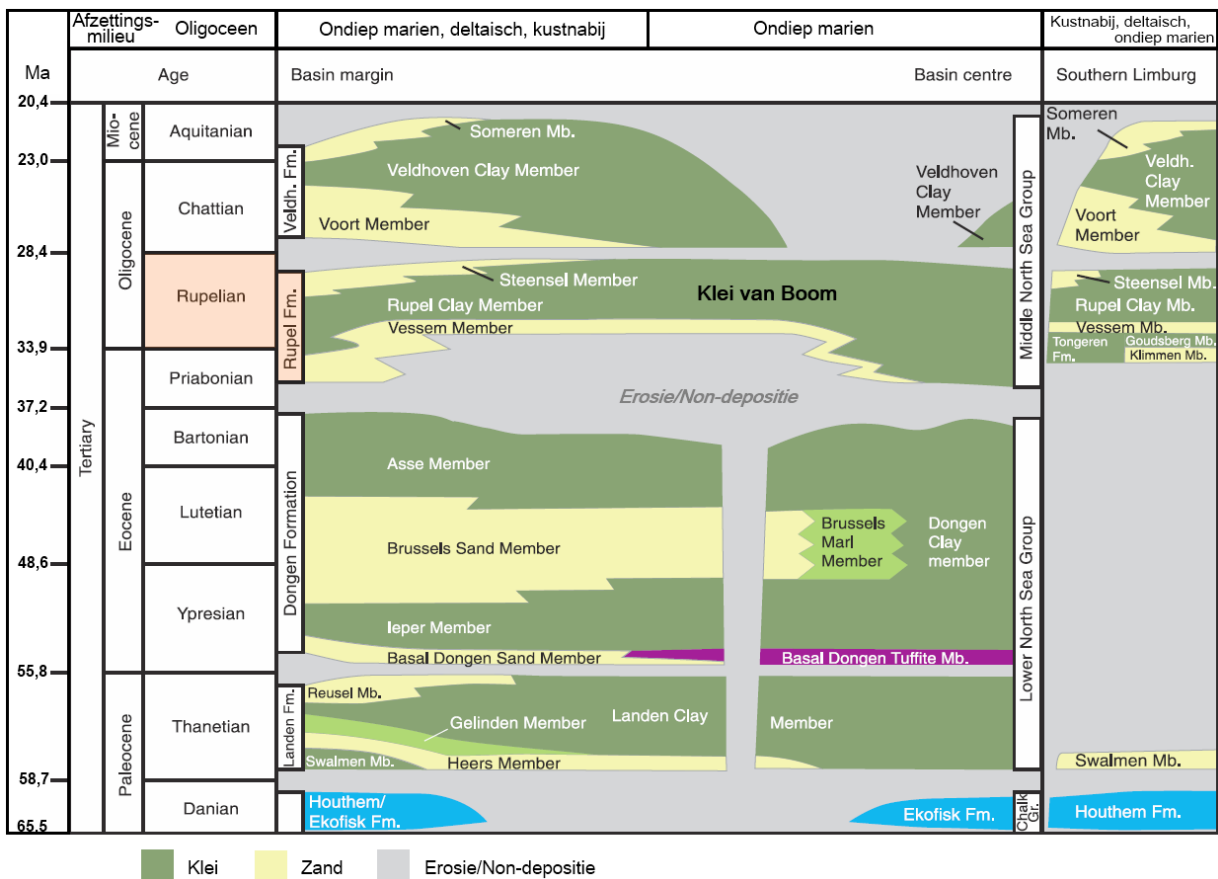 Afzettings-
milieu
Oligoceen
Ondiep marien, deltaisch, kustnabij
Ondiep marien
Kustnabij, deltaisch,
ondiep marien
Ma
Age
Basin margin
Basin centre
Southern Limburg
20,4
23,0
28,4
33,9
37,2
40,4
48,6
55,8
58,7
65,5
Tertiary
Mio-
cene
Oligocene
Eocene
Paleocene
Aquitanian
Chattian
Rupelian
Priabonian
Bartonian
Lutetian
Ypresian
Thanetian
Danian
Veldh. Fm.
Rupel Fm.
Dongen Formation
Landen Fm.
Someren Mb.
Veldhoven Clay Member
Voort Member
Veldhoven
Clay
Member
Steensel Member
Rupel Clay Member
Klei van Boom
Vessem Member
Erosie/Non-depositie
Asse Member
Brussels Sand Member
Brussels
Marl
Member
Dongen
Clay
member
Ieper Member
Basal Dongen Sand Member
Basal Dongen Tuffite Mb.
Reusel Mb.
Gelinden Member
Landen Clay
Member
Swalmen Mb.
Heers Member
Houthem/
Ekofisk Fm.
Ekofisk Fm.
Middle North Sea Group
Lower North Sea Group
Chalk
Gr.
Someren
Mb.
Veldh.
Clay
Member
Voort
Member
Steensel Mb.
Rupel Clay Mb.
Vessem Mb.
Tongeren
Fm.
Goudsberg Mb.
Klimmen Mb.
Swalmen Mb.
Houthem Fm.
Klei
Zand
Erosie/Non-depositie